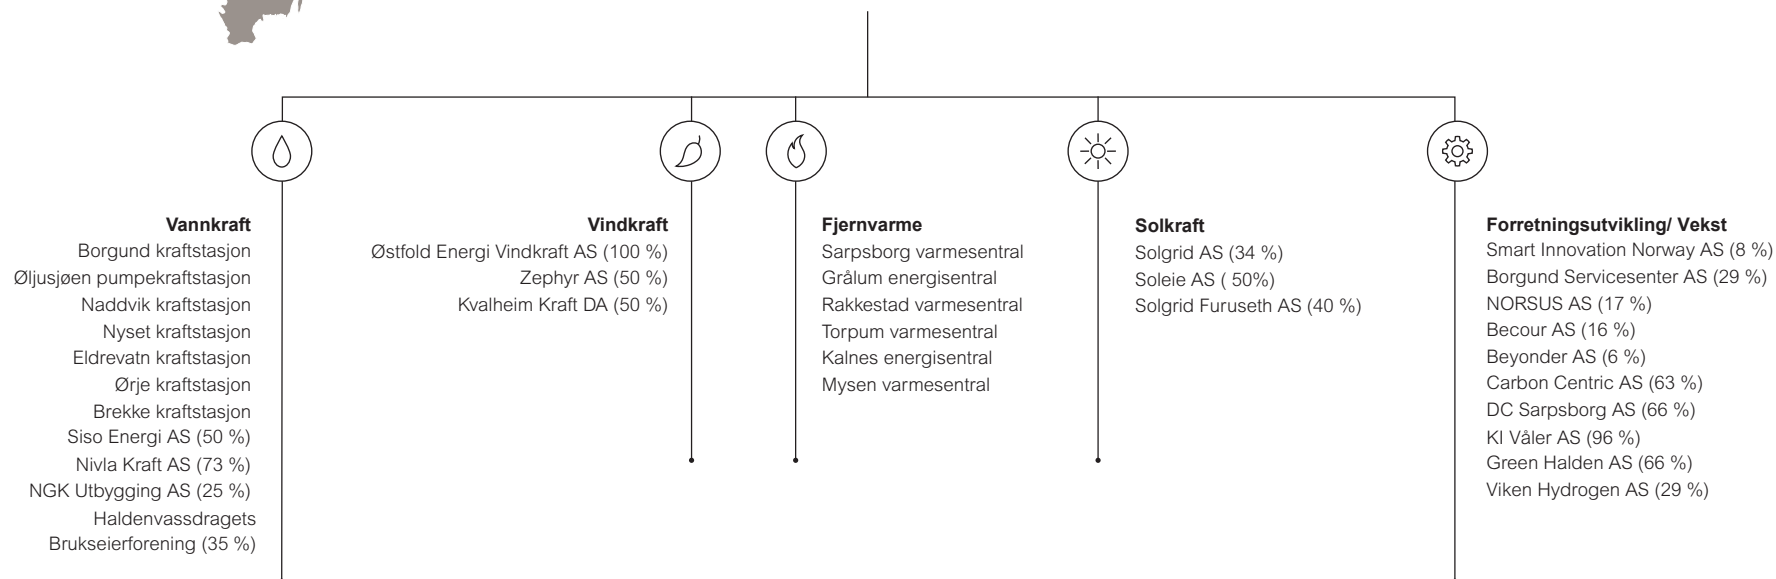 Vannkraft
Borgund kraftstasjon
Øljusjøen pumpekraftstasjon
Naddvik kraftstasjon
Nyset kraftstasjon
Eldrevatn kraftstasjon
Ørje kraftstasjon
Brekke kraftstasjon
Siso Energi AS (50 %)
Nivla Kraft AS (73 %)
NGK Utbygging AS (25 %)
Haldenvassdragets
Brukseierforening (35 %)
Vindkraft
Østfold Energi Vindkraft AS (100 %)
Zephyr AS (50 %)
Kvalheim Kraft DA (50 %)
Fjernvarme
Sarpsborg varmesentral
Grålum energisentral
Rakkestad varmesentral
Torpum varmesentral
Kalnes energisentral
Mysen varmesentral
Solkraft
Solgrid AS (34 %)
Soleie AS ( 50%)
Solgrid Furuseth AS (40 %)
Forretningsutvikling/ Vekst
Smart Innovation Norway AS (8 %)
Borgund Servicesenter AS (29 %)
NORSUS AS (17 %)
Becour AS (16 %)
Beyonder AS (6 %)
Carbon Centric AS (63 %)
DC Sarpsborg AS (66 %)
KI Våler AS (96 %)
Green Halden AS (66 %)
Viken Hydrogen AS (29 %)